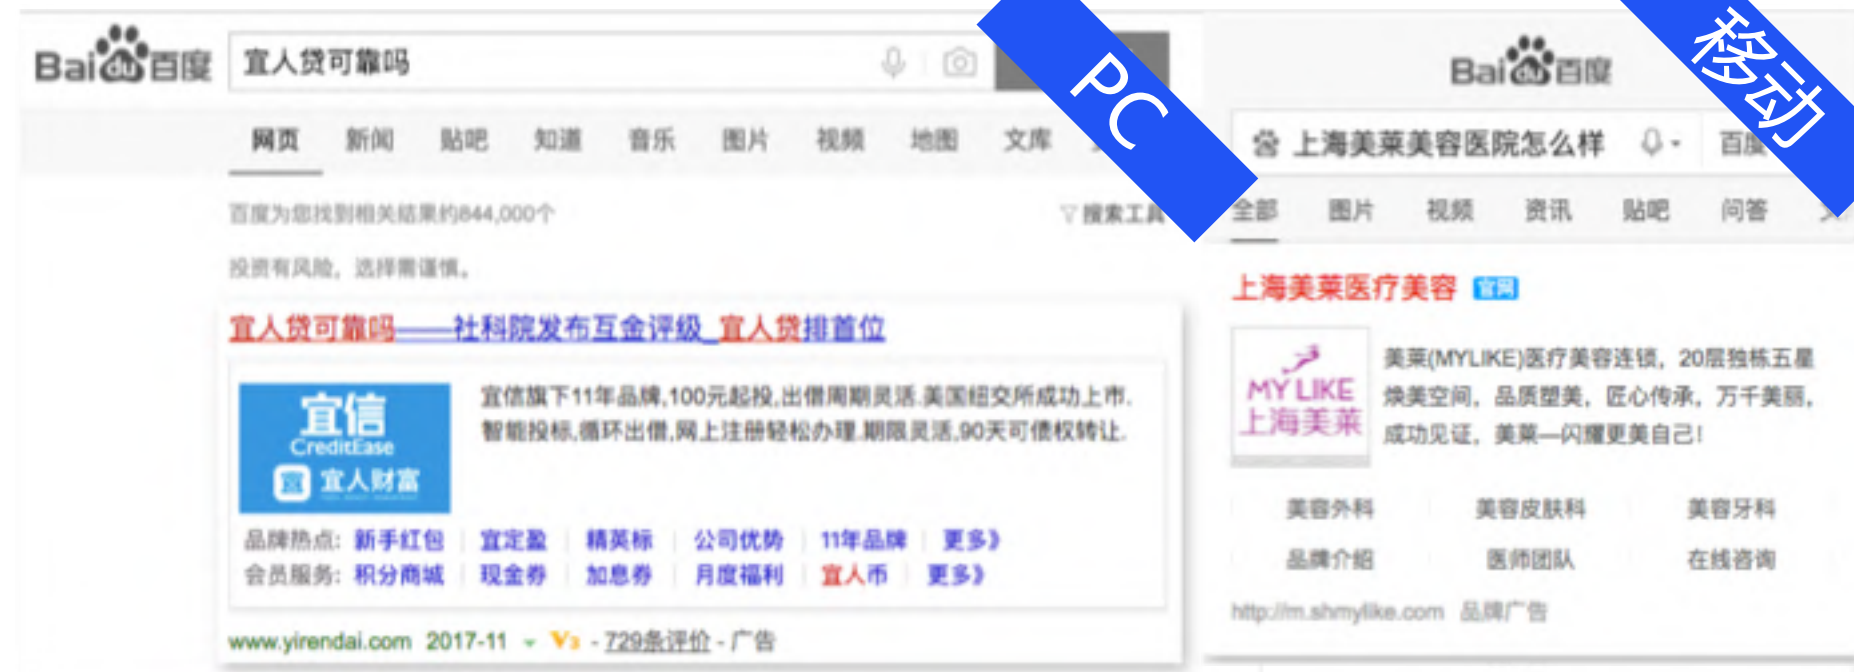 Baidu百度 宜人贷可靠吗
PC
网页 新闻 贴吧 知道 音乐 图片 视频 地图 文库
百度为您找到相关结果约844,000个 搜索工具
投资有风险，选择需谨慎。
宜人贷可靠吗——社科院发布互金评级_宜人贷排首位
宜信
CreditEase
宜人财富
宜信旗下11年品牌,100元起投,出借周期灵活.美国纽交所成功上市.
智能投标,循环出借,网上注册轻松办理.期限灵活,90天可债权转让.
品牌热点: 新手红包 宜定盈 精英标 公司优势 11年品牌 更多》
会员服务: 积分商城 现金券 加息券 月度福利 宜人币 更多》
www.yirendai.com 2017-11 V3 - 729条评价 - 广告
移动
Baidu百度
上海美莱美容医院怎么样 百度
全部 图片 视频 资讯 贴吧 问答
上海美莱医疗美容 官网
MYLIKE
上海美莱
美莱(MYLIKE)医疗美容连锁，20层独栋五星
焕美空间，品质塑美，匠心传承，万千美丽，
成功见证，美莱—闪耀更美自己!
美容外科 美容皮肤科 美容牙科
品牌介绍 医师团队 在线咨询
http://m.shmylike.com 品牌广告